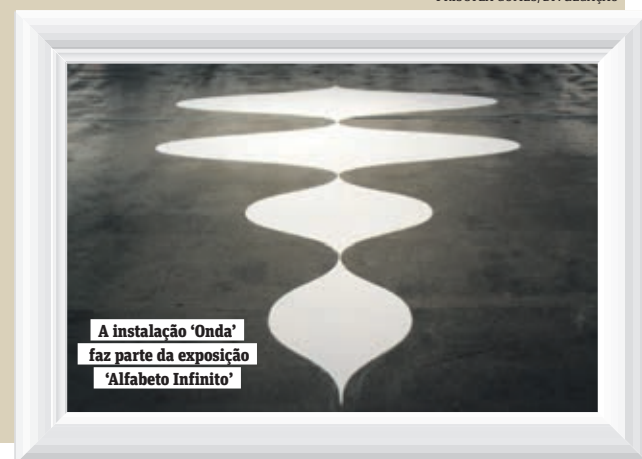 A instalação ‘Onda’
faz parte da exposição
‘Alfabeto Infinito’